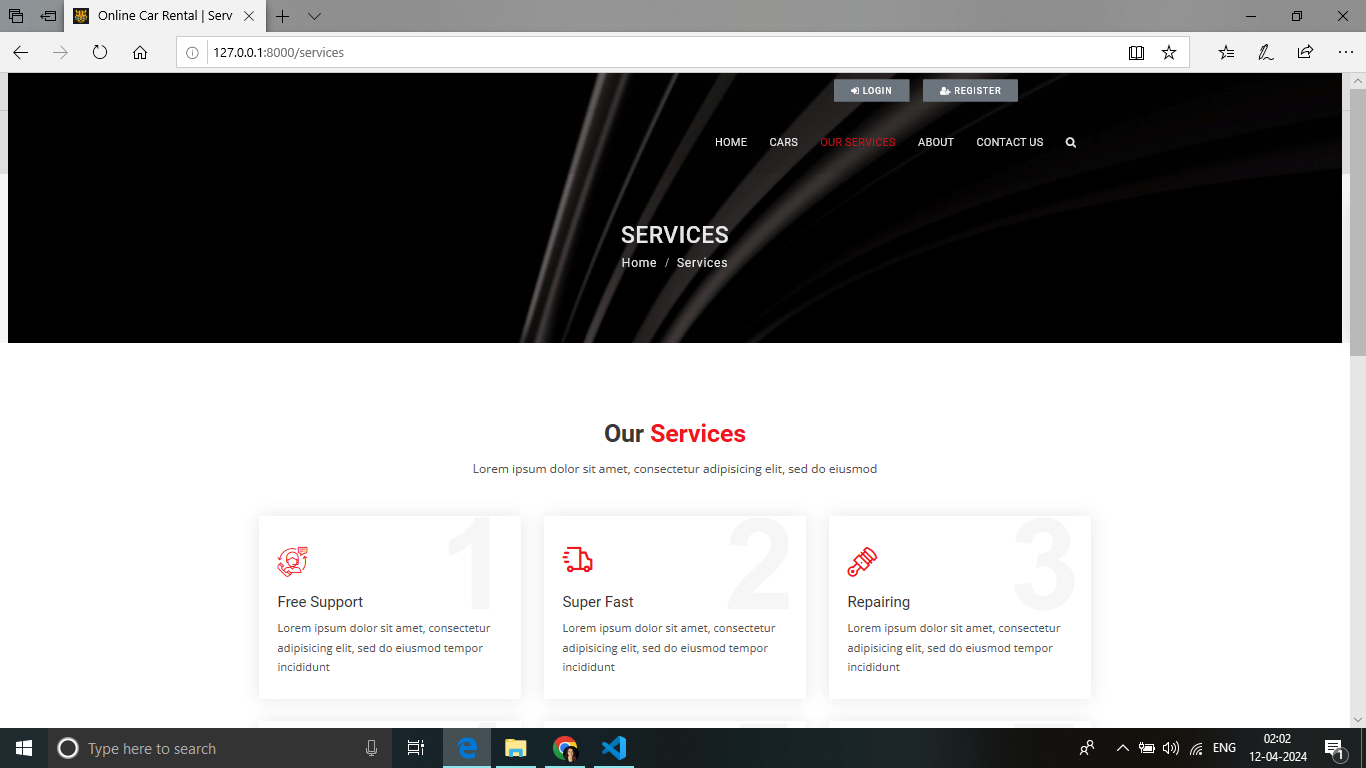 Online Car Rental | Serv
127.0.0.1:8000/services
LOGIN
REGISTER
HOME
CARS
OUR SERVICES
ABOUT
CONTACT US
SERVICES
Home / Services
Our Services
Lorem ipsum dolor sit amet, consectetur adipisicing elit, sed do eiusmod
1
Free Support
Lorem ipsum dolor sit amet, consectetur
adipisicing elit, sed do eiusmod tempor
incididunt
2
Super Fast
Lorem ipsum dolor sit amet, consectetur
adipisicing elit, sed do eiusmod tempor
incididunt
3
Repairing
Lorem ipsum dolor sit amet, consectetur
adipisicing elit, sed do eiusmod tempor
incididunt
Type here to search
ENG
02:02
12-04-2024
1